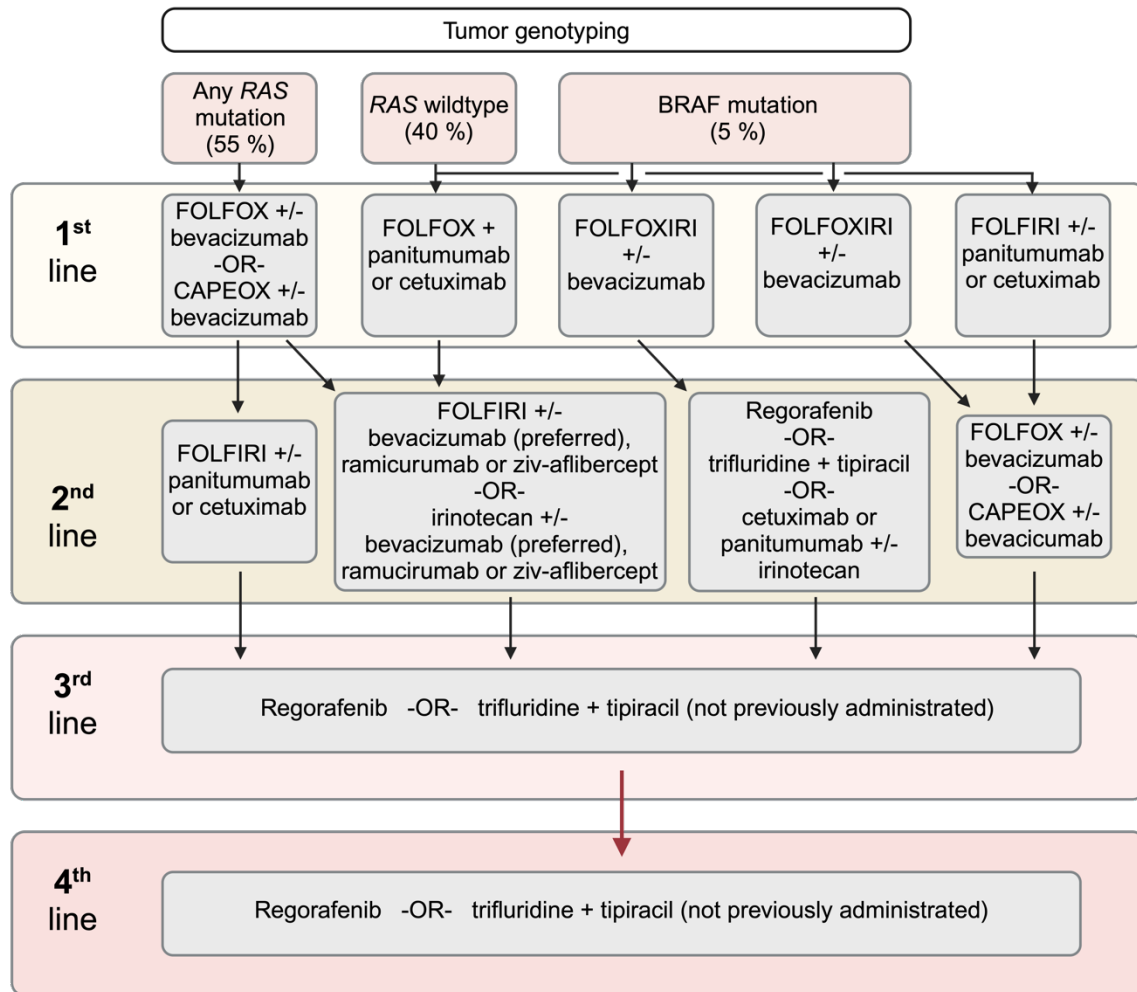 Tumor genotyping
Any RAS
mutation
(55 %)
RAS wildtype
(40 %)
BRAF mutation
(5 %)
1st
line
FOLFOX +/-
bevacizumab
-OR-
CAPEOX +/-
bevacizumab
FOLFOX +
panitumumab
or cetuximab
FOLFOXIRI
+/-
bevacizumab
FOLFOXIRI
+/-
bevacizumab
FOLFIRI +/-
panitumumab
or cetuximab
2nd
line
FOLFIRI +/-
panitumumab
or cetuximab
FOLFIRI +/-
bevacizumab (preferred),
ramicurumab or ziv-aflibercept
-OR-
irinotecan +/-
bevacizumab (preferred),
ramucirumab or ziv-aflibercept
Regorafenib
-OR-
trifluridine + tipiracil
-OR-
cetuximab or
panitumumab +/-
irinotecan
FOLFOX +/-
bevacizumab
-OR-
CAPEOX +/-
bevacicumab
3rd
line
Regorafenib -OR- trifluridine + tipiracil (not previously administrated)
4th
line
Regorafenib -OR- trifluridine + tipiracil (not previously administrated)